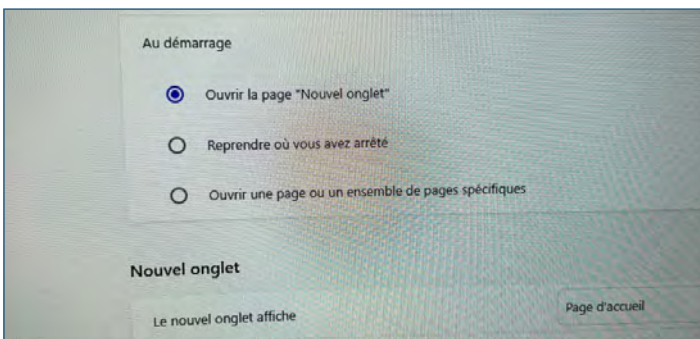 Au démarrage
Ouvrir la page "Nouvel onglet"
Reprendre où vous avez arrêté
Ouvrir une page ou un ensemble de pages spécifiques
Nouvel onglet
Le nouvel onglet affiche
Page d'accueil